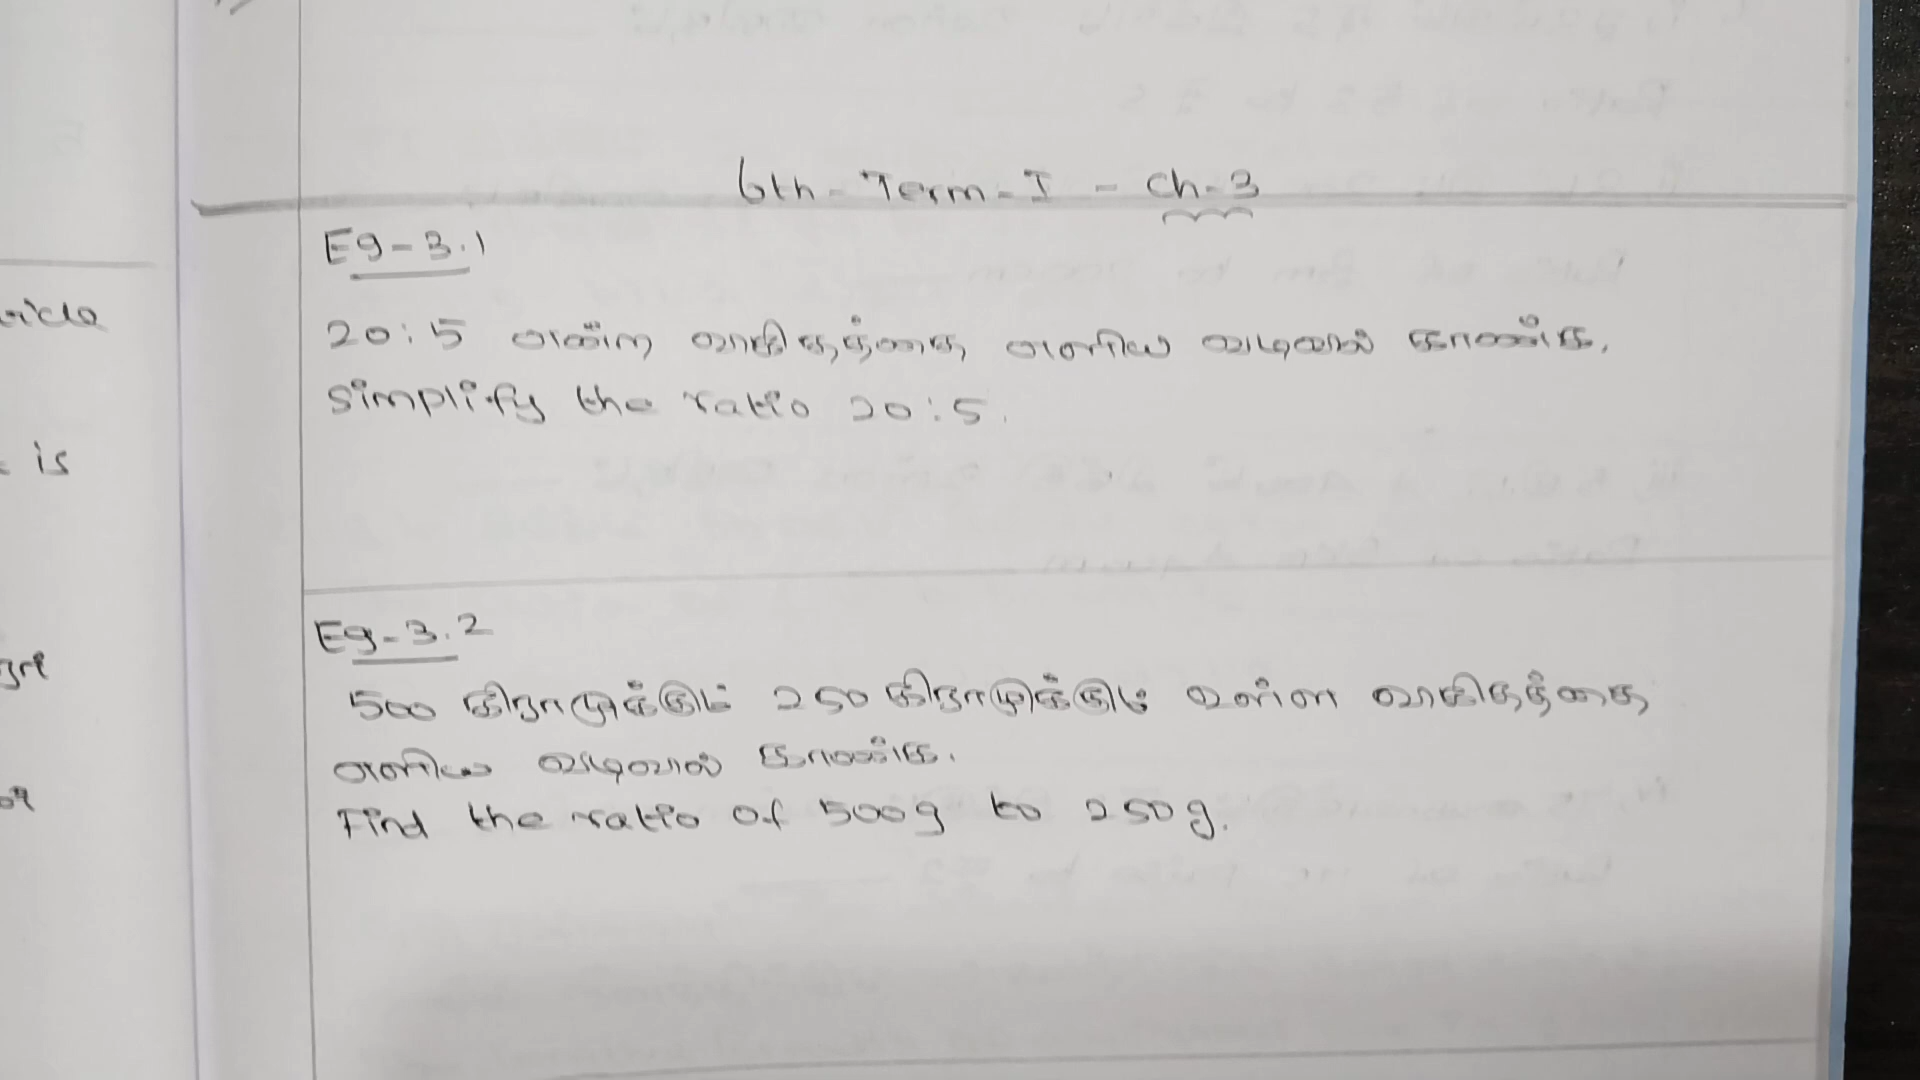 6th - Term - I - Ch-3
Eg - 3.1
20:5 என்ற விகிதத்தை எளிய வடிவில் காண்க.
Simplify the ratio 20:5.
Eg - 3.2
500 கிராமுக்கும் 250 கிராமுக்கும் உள்ள விகிதத்தை
எளிய வடிவில் காண்க.
Find the ratio of 500g to 250g.
is